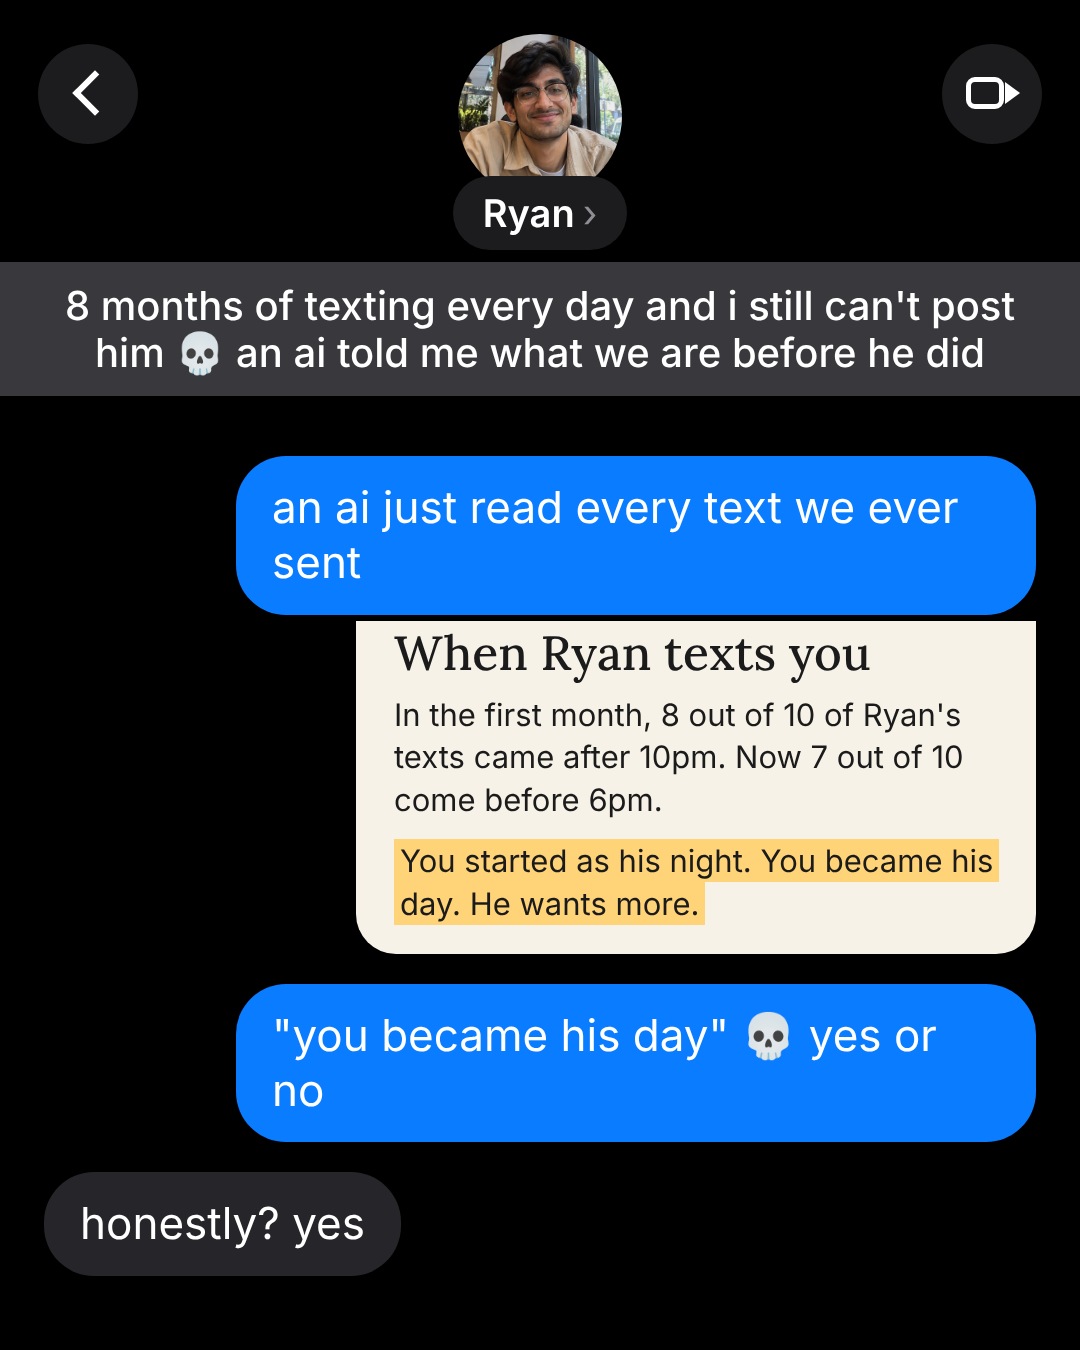 Ryan ›
8 months of texting every day and i still can't post
him 💀 an ai told me what we are before he did
an ai just read every text we ever
sent
When Ryan texts you
In the first month, 8 out of 10 of Ryan's
texts came after 10pm. Now 7 out of 10
come before 6pm.
You started as his night. You became his
day. He wants more.
"you became his day" 💀 yes or
no
honestly? yes